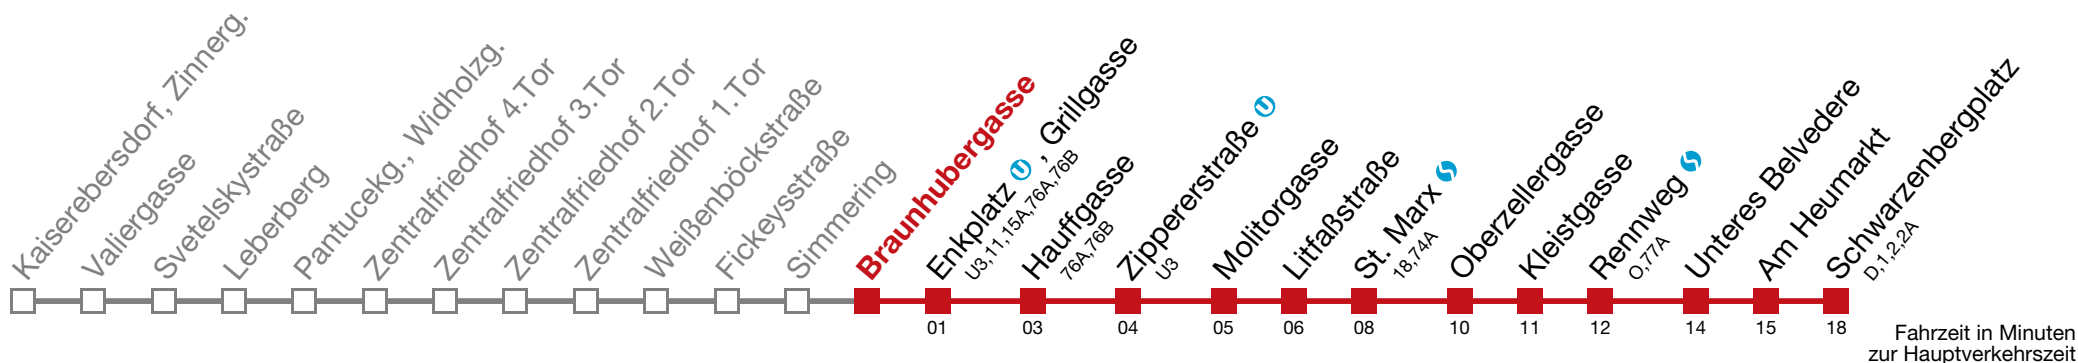 Kaiserebersdorf, Zinnerg.
Valiergasse
Svetelskystraße
Leberberg
Pantucekg., Widholzg.
Zentralfriedhof 4.Tor
Zentralfriedhof 3.Tor
Zentralfriedhof 2.Tor
Zentralfriedhof 1.Tor
Weißenböckstraße
Fickeysstraße
Simmering
Braunhubergasse
Enkplatz U , Grillgasse
U3,11,15A,76A,76B
Hauffgasse
76A,76B
Zippererstraße U
U3
Molitorgasse
Litfaßstraße
St. Marx S
18,74A
Oberzellergasse
Kleistgasse
Rennweg S
O,77A
Unteres Belvedere
Am Heumarkt
Schwarzenbergplatz
D,1,2,2A
01 03 04 05 06 08 10 11 12 14 15 18
Fahrzeit in Minuten
zur Hauptverkehrszeit